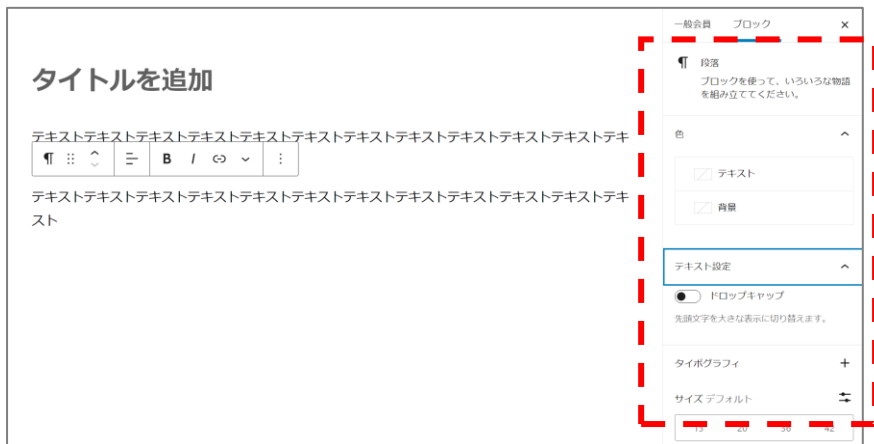 一般会員 ブロック ×
タイトルを追加
¶ 段落
ブロックを使って、いろいろな物語
を組み立ててください。
テキストテキストテキストテキストテキストテキストテキストテキストテキストテキストテキ
¶ B I
色
テキスト
テキストテキストテキストテキストテキストテキストテキストテキストテキストテキストテキ
スト
背景
テキスト設定
ドロップキャップ
先頭文字を大きな表示に切り替えます。
タイポグラフィ +
サイズ デフォルト
13 20 36 42